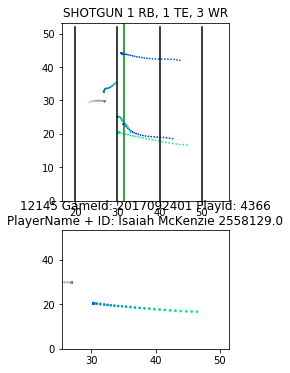 SHOTGUN 1 RB, 1 TE, 3 WR
50
40
30
20
10
0
20 30 40 50
12145 GameId: 2017092401 PlayId: 4366
PlayerName + ID: Isaiah McKenzie 2558129.0
40
20
0
30 40 50